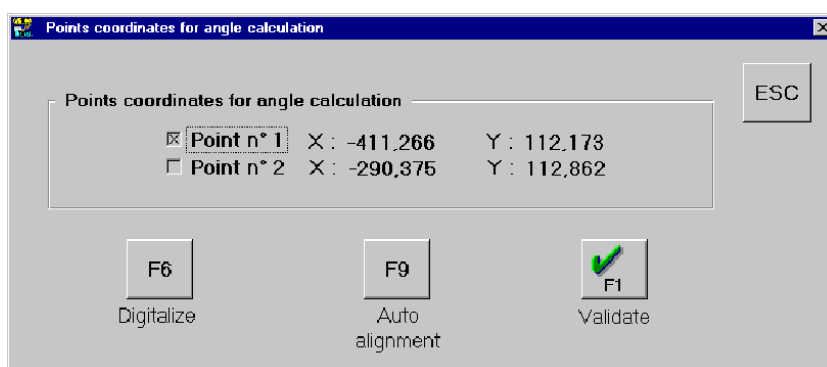 Points coordinates for angle calculation
ESC
Points coordinates for angle calculation
Point n° 1 X : -411,266 Y : 112,173
Point n° 2 X : -290,375 Y : 112,862
F6
F9
F1
Digitalize
Auto
alignment
Validate